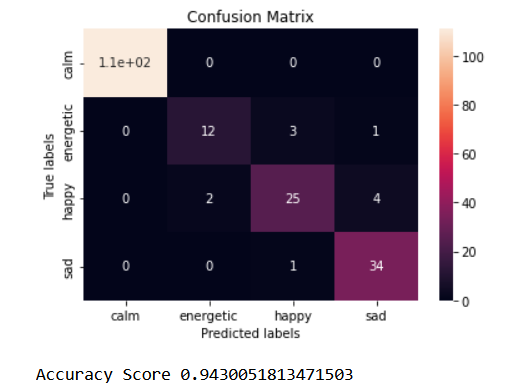 Confusion Matrix
calm 1.1e+02 0 0 0
energetic 0 12 3 1
happy 0 2 25 4
sad 0 0 1 34
calm energetic happy sad
True labels
Predicted labels
100
80
60
40
20
0
Accuracy Score 0.9430051813471503